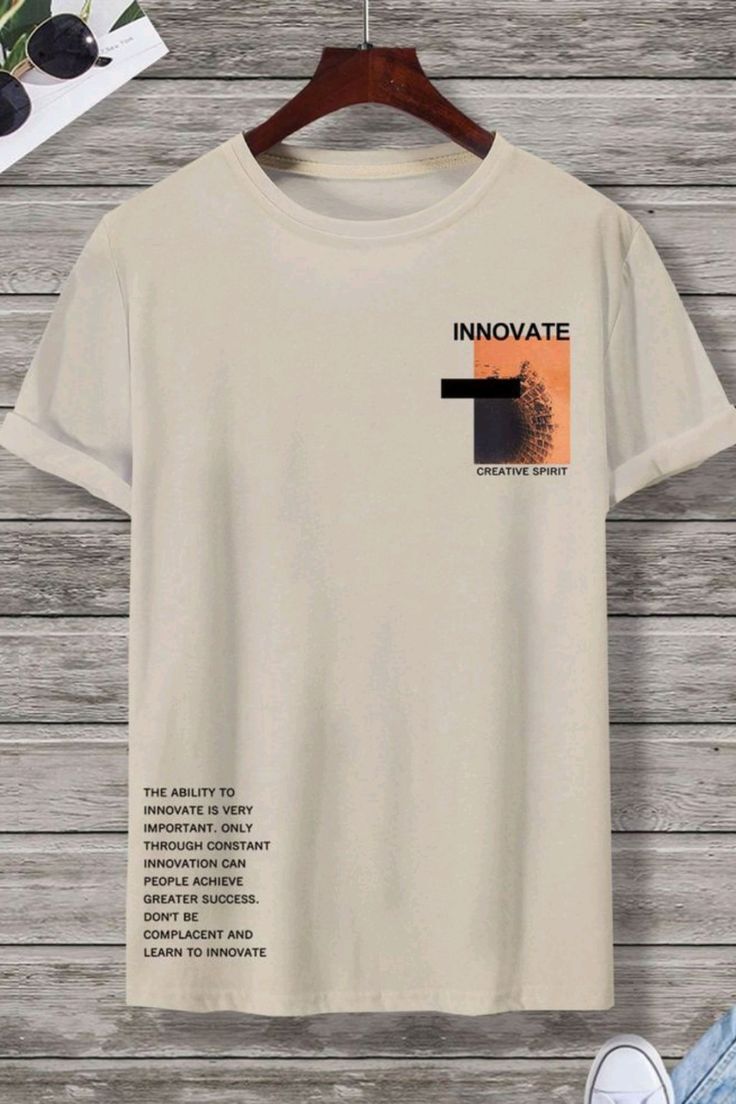 INNOVATE
CREATIVE SPIRIT
THE ABILITY TO
INNOVATE IS VERY
IMPORTANT. ONLY
THROUGH CONSTANT
INNOVATION CAN
PEOPLE ACHIEVE
GREATER SUCCESS.
DON'T BE
COMPLACENT AND
LEARN TO INNOVATE